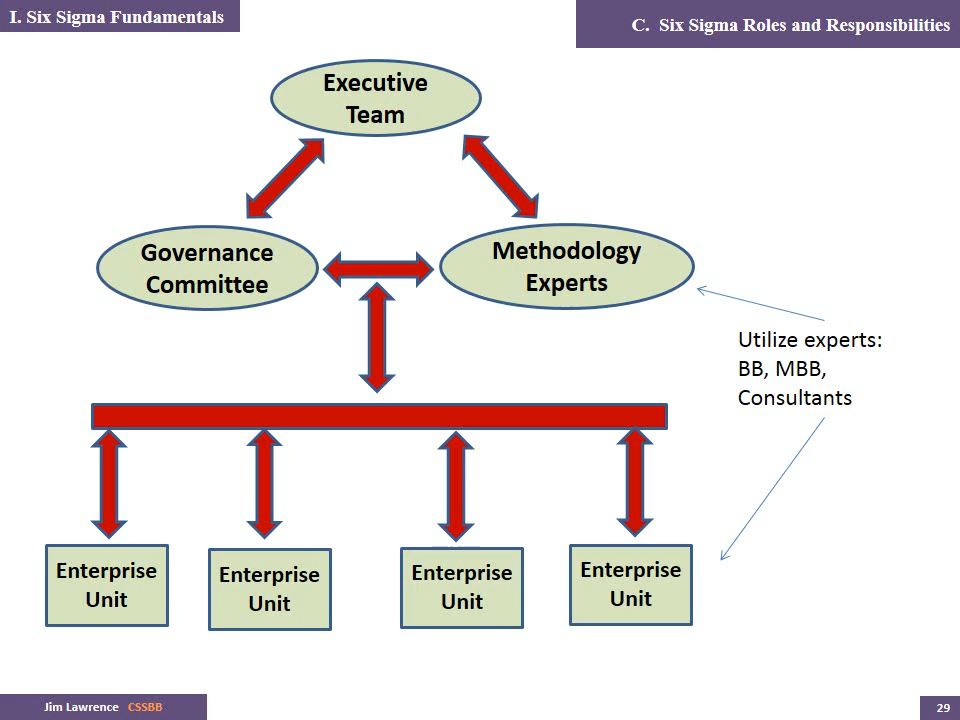 I. Six Sigma Fundamentals
C. Six Sigma Roles and Responsibilities
Executive
Team
Governance
Committee
Methodology
Experts
Utilize experts:
BB, MBB,
Consultants
Enterprise
Unit
Enterprise
Unit
Enterprise
Unit
Enterprise
Unit
Jim Lawrence CSSBB
29